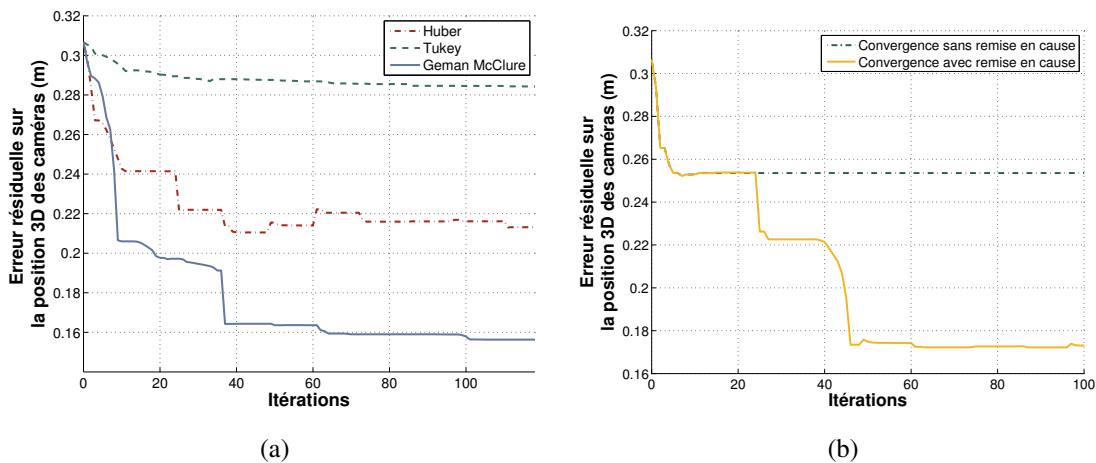 0.32
0.3
0.28
0.26
0.24
0.22
0.2
0.18
0.16
0
20
40
60
80
100
Erreur résiduelle sur
la position 3D des caméras (m)
Itérations
Huber
Tukey
Geman McClure
(a)
0.32
0.3
0.28
0.26
0.24
0.22
0.2
0.18
0.16
0
20
40
60
80
100
Erreur résiduelle sur
la position 3D des caméras (m)
Itérations
Convergence sans remise en cause
Convergence avec remise en cause
(b)